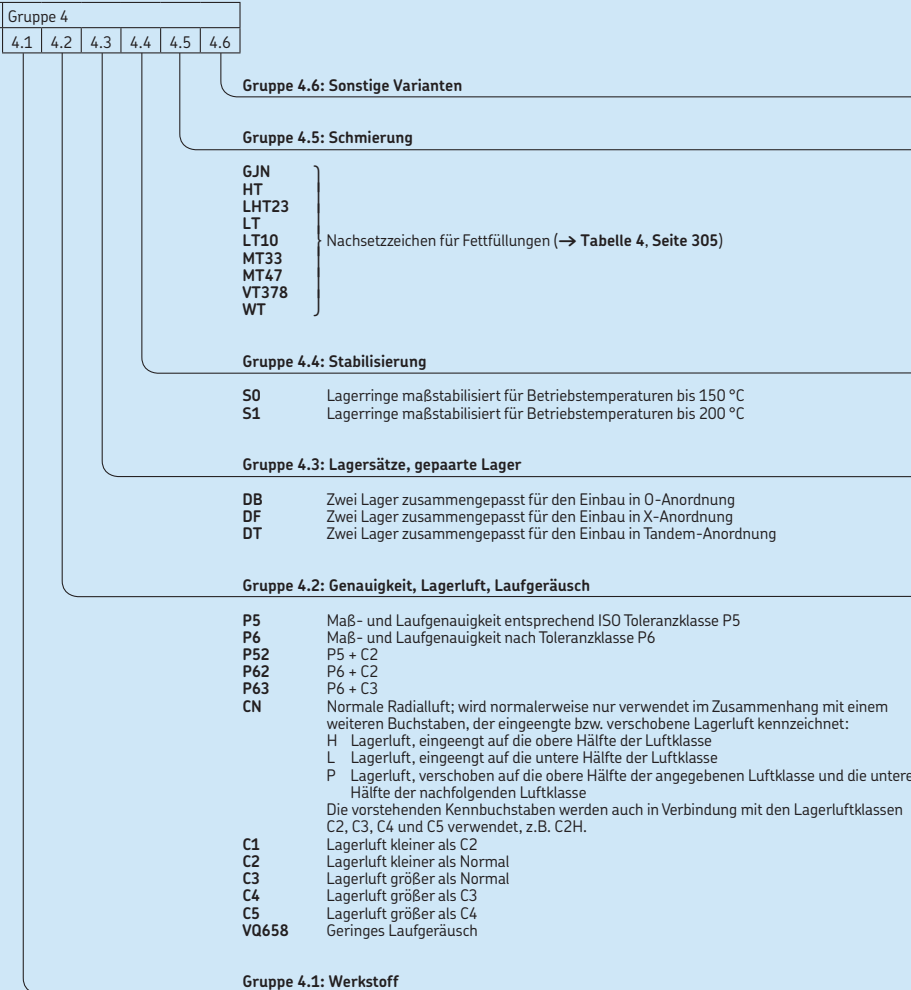 Gruppe 4
4.1 4.2 4.3 4.4 4.5 4.6
Gruppe 4.6: Sonstige Varianten
Gruppe 4.5: Schmierung
GJN
HT
LHT23
LT
LT10 Nachsetzzeichen für Fettfüllungen (→ Tabelle 4, Seite 305)
MT33
MT47
VT378
WT
Gruppe 4.4: Stabilisierung
S0 Lagerringe maßstabilisiert für Betriebstemperaturen bis 150 °C
S1 Lagerringe maßstabilisiert für Betriebstemperaturen bis 200 °C
Gruppe 4.3: Lagersätze, gepaarte Lager
DB Zwei Lager zusammengepasst für den Einbau in O-Anordnung
DF Zwei Lager zusammengepasst für den Einbau in X-Anordnung
DT Zwei Lager zusammengepasst für den Einbau in Tandem-Anordnung
Gruppe 4.2: Genauigkeit, Lagerluft, Laufgeräusch
P5 Maß- und Laufgenauigkeit entsprechend ISO Toleranzklasse P5
P6 Maß- und Laufgenauigkeit nach Toleranzklasse P6
P52 P5 + C2
P62 P6 + C2
P63 P6 + C3
CN Normale Radialluft; wird normalerweise nur verwendet im Zusammenhang mit einem
weiteren Buchstaben, der eingeengte bzw. verschobene Lagerluft kennzeichnet:
H Lagerluft, eingeengt auf die obere Hälfte der Luftklasse
L Lagerluft, eingeengt auf die untere Hälfte der Luftklasse
P Lagerluft, verschoben auf die obere Hälfte der angegebenen Luftklasse und die untere
Hälfte der nachfolgenden Luftklasse
Die vorstehenden Kennbuchstaben werden auch in Verbindung mit den Lagerluftklassen
C2, C3, C4 und C5 verwendet, z.B. C2H.
C1 Lagerluft kleiner als C2
C2 Lagerluft kleiner als Normal
C3 Lagerluft größer als Normal
C4 Lagerluft größer als C3
C5 Lagerluft größer als C4
VQ658 Geringes Laufgeräusch
Gruppe 4.1: Werkstoff